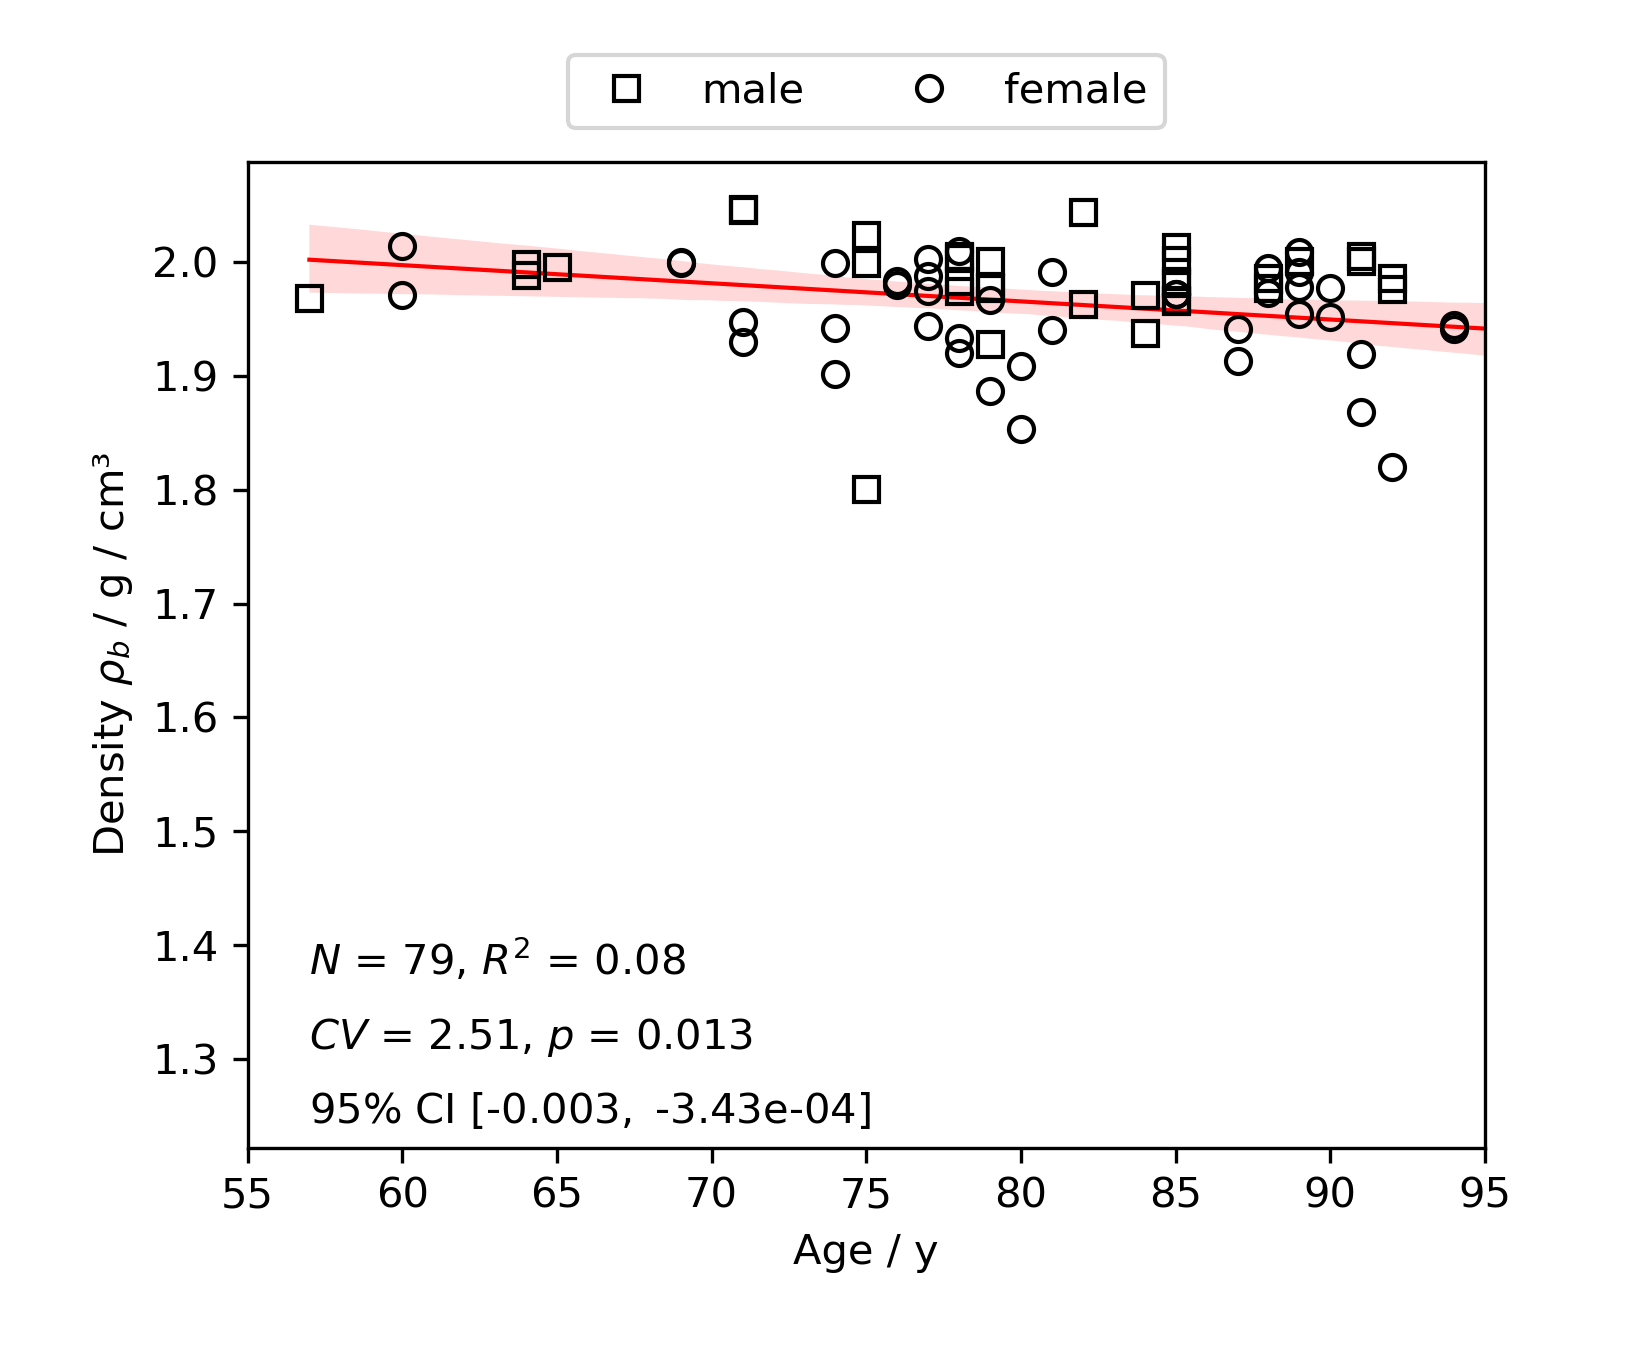 male female
2.0
1.9
1.8
1.7
1.6
1.5
1.4
1.3
Density ρb / g / cm³
N = 79, R² = 0.08
CV = 2.51, p = 0.013
95% CI [-0.003, -3.43e-04]
55 60 65 70 75 80 85 90 95
Age / y